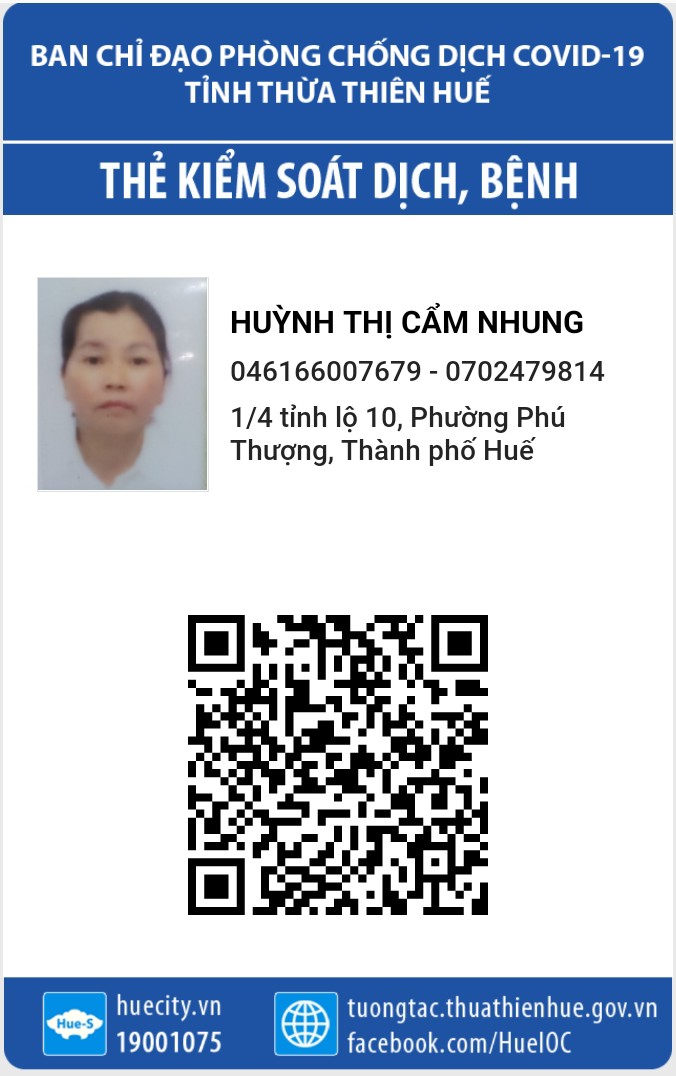 BAN CHỈ ĐẠO PHÒNG CHỐNG DỊCH COVID-19
TỈNH THỪA THIÊN HUẾ
THẺ KIỂM SOÁT DỊCH, BỆNH
HUỲNH THỊ CẨM NHUNG
046166007679 - 0702479814
1/4 tỉnh lộ 10, Phường Phú
Thượng, Thành phố Huế
Hue-S
huecity.vn
19001075
tuongtac.thuathienhue.gov.vn
facebook.com/HueIOC